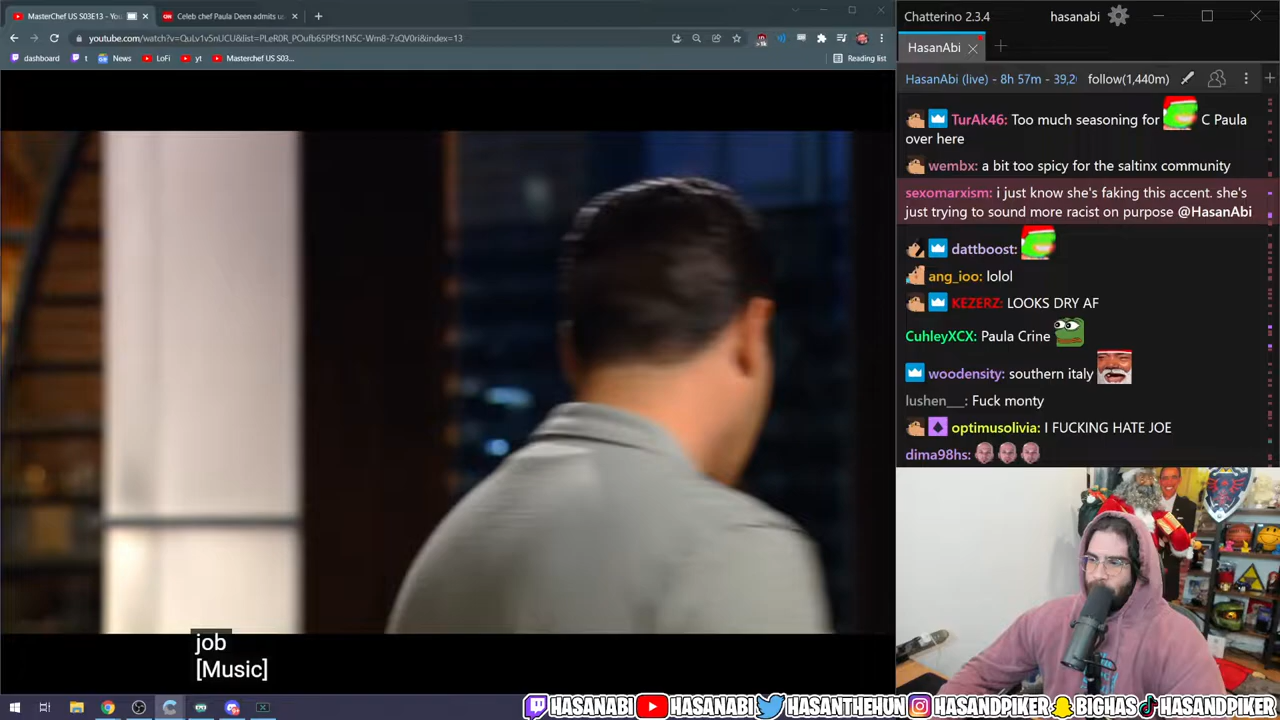 MasterChef US S03E13 - You
Celeb chef Paula Deen admits us
youtube.com/watch?v=QuLv1v5nUCU&list=PLeR0R_POufb65PfSt1N5C-Wm8-7sQV0ri&index=13
dashboard
t
News
LoFi
yt
Masterchef US S03...
Reading list
job
[Music]
Chatterino 2.3.4
hasanabi
HasanAbi
HasanAbi (live) - 8h 57m - 39,2
follow(1,440m)
TurAk46: Too much seasoning for C Paula
over here
wembx: a bit too spicy for the saltinx community
sexomarxism: i just know she's faking this accent. she's
just trying to sound more racist on purpose @HasanAbi
dattboost:
ang_ioo: lolol
KEZERZ: LOOKS DRY AF
CuhleyXCX: Paula Crine
woodensity: southern italy
lushen___: Fuck monty
optimusolivia: I FUCKING HATE JOE
dima98hs:
HASANABI
HASANABI
HASANTHEHUN
HASANDPIKER
BIGHAS
HASANDPIKER